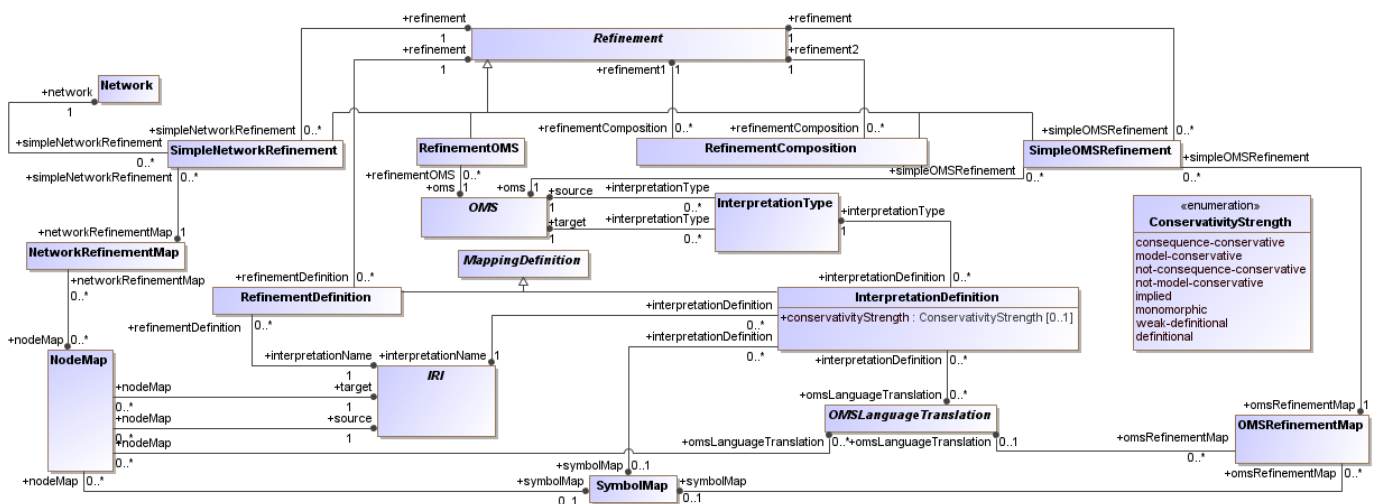 +refinement
+refinement
1
Refinement
1
+refinement
+refinement2
1
+refinement1
1
1
Network
+network
1
+simpleNetworkRefinement
0..*
+refinementComposition
0..*
+refinementComposition
0..*
+simpleOMSRefinement
0..*
+simpleNetworkRefinement
0..*
SimpleNetworkRefinement
RefinementOMS
RefinementComposition
SimpleOMSRefinement
+simpleOMSRefinement
0..*
+simpleNetworkRefinement
0..*
+refinementOMS
0..*
+simpleOMSRefinement
0..*
+oms
1
+oms
1
+source
1
+interpretationType
0..*
OMS
InterpretationType
+interpretationType
1
+target
1
+interpretationType
0..*
«enumeration»
ConservativityStrength
consequence-conservative
model-conservative
not-consequence-conservative
not-model-conservative
implied
monomorphic
weak-definitional
definitional
+networkRefinementMap
1
NetworkRefinementMap
MappingDefinition
+networkRefinementMap
0..*
+refinementDefinition
0..*
+interpretationDefinition
0..*
RefinementDefinition
InterpretationDefinition
+conservativityStrength : ConservativityStrength [0..1]
+refinementDefinition
0..*
+interpretationDefinition
0..*
+interpretationDefinition
0..*
+interpretationDefinition
0..*
+nodeMap
0..*
NodeMap
+interpretationName
1
+interpretationName
1
IRI
+nodeMap
0..*
+target
1
+nodeMap
0..*
+source
1
+nodeMap
0..*
+omsLanguageTranslation
0..*
OMSLanguageTranslation
+omsLanguageTranslation
0..*
+omsLanguageTranslation
0..1
+omsRefinementMap
1
OMSRefinementMap
+omsRefinementMap
0..*
+omsRefinementMap
0..*
+nodeMap
0..*
+symbolMap
0..1
+symbolMap
0..1
SymbolMap
+symbolMap
0..1